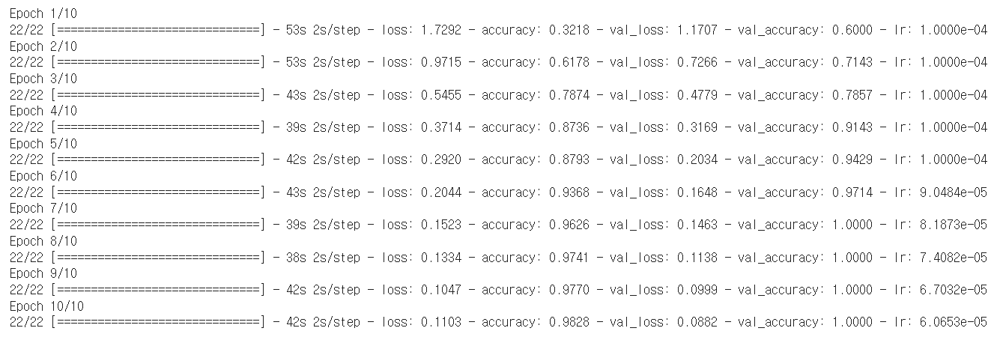 Epoch 1/10
22/22 [==============================] - 53s 2s/step - loss: 1.7292 - accuracy: 0.3218 - val_loss: 1.1707 - val_accuracy: 0.6000 - lr: 1.0000e-04
Epoch 2/10
22/22 [==============================] - 53s 2s/step - loss: 0.9715 - accuracy: 0.6178 - val_loss: 0.7266 - val_accuracy: 0.7143 - lr: 1.0000e-04
Epoch 3/10
22/22 [==============================] - 43s 2s/step - loss: 0.5455 - accuracy: 0.7874 - val_loss: 0.4779 - val_accuracy: 0.7857 - lr: 1.0000e-04
Epoch 4/10
22/22 [==============================] - 39s 2s/step - loss: 0.3714 - accuracy: 0.8736 - val_loss: 0.3169 - val_accuracy: 0.9143 - lr: 1.0000e-04
Epoch 5/10
22/22 [==============================] - 42s 2s/step - loss: 0.2920 - accuracy: 0.8793 - val_loss: 0.2034 - val_accuracy: 0.9429 - lr: 1.0000e-04
Epoch 6/10
22/22 [==============================] - 43s 2s/step - loss: 0.2044 - accuracy: 0.9368 - val_loss: 0.1648 - val_accuracy: 0.9714 - lr: 9.0484e-05
Epoch 7/10
22/22 [==============================] - 39s 2s/step - loss: 0.1523 - accuracy: 0.9626 - val_loss: 0.1463 - val_accuracy: 1.0000 - lr: 8.1873e-05
Epoch 8/10
22/22 [==============================] - 38s 2s/step - loss: 0.1334 - accuracy: 0.9741 - val_loss: 0.1138 - val_accuracy: 1.0000 - lr: 7.4082e-05
Epoch 9/10
22/22 [==============================] - 42s 2s/step - loss: 0.1047 - accuracy: 0.9770 - val_loss: 0.0999 - val_accuracy: 1.0000 - lr: 6.7032e-05
Epoch 10/10
22/22 [==============================] - 42s 2s/step - loss: 0.1103 - accuracy: 0.9828 - val_loss: 0.0882 - val_accuracy: 1.0000 - lr: 6.0653e-05